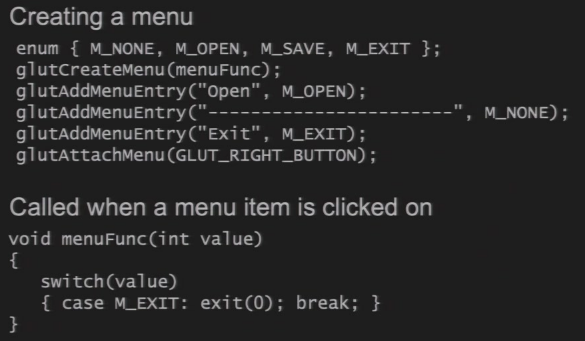 Creating a menu
enum { M_NONE, M_OPEN, M_SAVE, M_EXIT };
glutCreateMenu(menuFunc);
glutAddMenuEntry("Open", M_OPEN);
glutAddMenuEntry("-----------------------", M_NONE);
glutAddMenuEntry("Exit", M_EXIT);
glutAttachMenu(GLUT_RIGHT_BUTTON);
Called when a menu item is clicked on
void menuFunc(int value)
{
switch(value)
{ case M_EXIT: exit(0); break; }
}